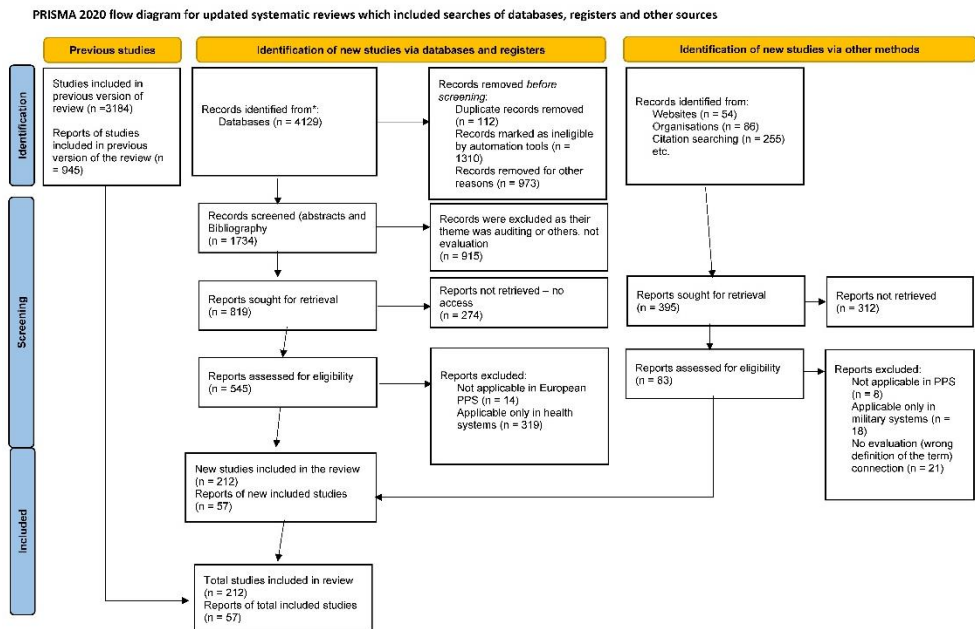 PRISMA 2020 flow diagram for updated systematic reviews which included searches of databases, registers and other sources
Previous studies
Identification of new studies via databases and registers
Identification of new studies via other methods
Identification
Studies included in
previous version of
review (n =3184)
Reports of studies
included in previous
version of the review (n
= 945)
Records identified from*:
Databases (n = 4129)
Records removed before
screening:
Duplicate records removed
(n = 112)
Records marked as ineligible
by automation tools (n =
1310)
Records removed for other
reasons (n = 973)
Records identified from:
Websites (n = 54)
Organisations (n = 86)
Citation searching (n = 255)
etc.
Screening
Records screened (abstracts and
Bibliography
(n = 1734)
Records were excluded as their
theme was auditing or others. not
evaluation
(n = 915)
Reports sought for retrieval
(n = 819)
Reports not retrieved – no
access
(n = 274)
Reports sought for retrieval
(n = 395)
Reports not retrieved
(n = 312)
Reports assessed for eligibility
(n = 545)
Reports excluded:
Not applicable in European
PPS (n = 14)
Applicable only in health
systems (n = 319)
Reports assessed for eligibility
(n = 83)
Reports excluded:
Not applicable in PPS
(n = 8)
Applicable only in
military systems (n =
18)
No evaluation (wrong
definition of the term)
connection (n = 21)
Included
New studies included in the review
(n = 212)
Reports of new included studies
(n = 57)
Total studies included in review
(n = 212)
Reports of total included studies
(n = 57)